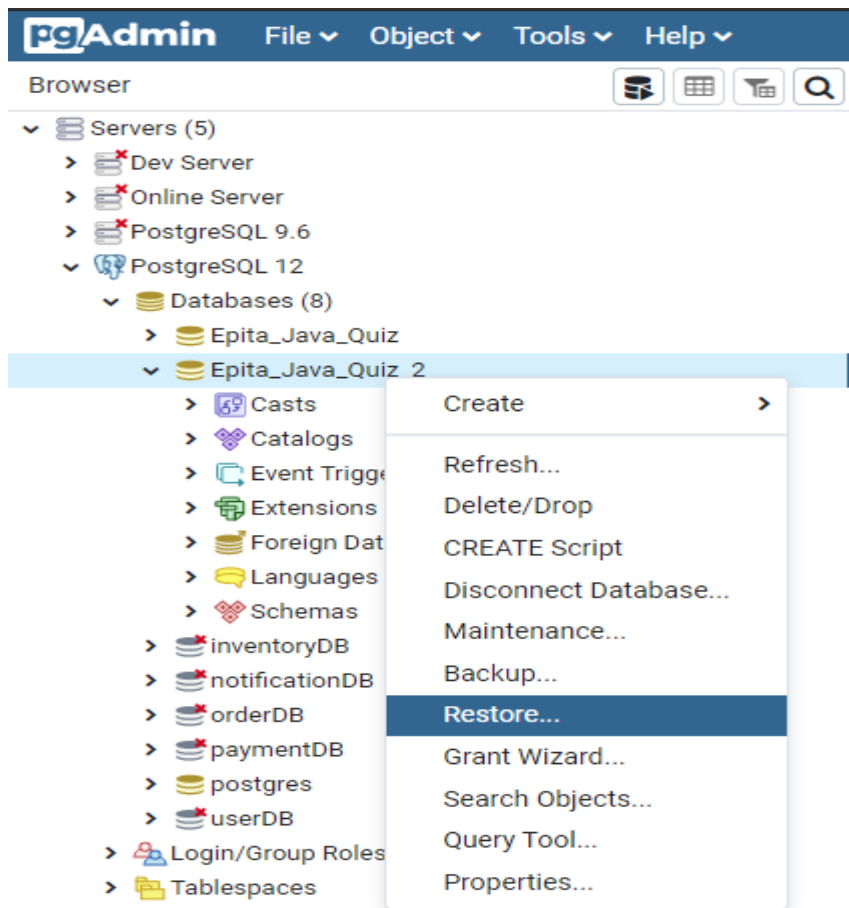 pgAdmin File Object Tools Help
Browser
Servers (5)
Dev Server
Online Server
PostgreSQL 9.6
PostgreSQL 12
Databases (8)
Epita_Java_Quiz
Epita_Java_Quiz_2
Casts
Catalogs
Event Trigge
Extensions
Foreign Dat
Languages
Schemas
inventoryDB
notificationDB
orderDB
paymentDB
postgres
userDB
Login/Group Roles
Tablespaces
Create
Refresh...
Delete/Drop
CREATE Script
Disconnect Database...
Maintenance...
Backup...
Restore...
Grant Wizard...
Search Objects...
Query Tool...
Properties...